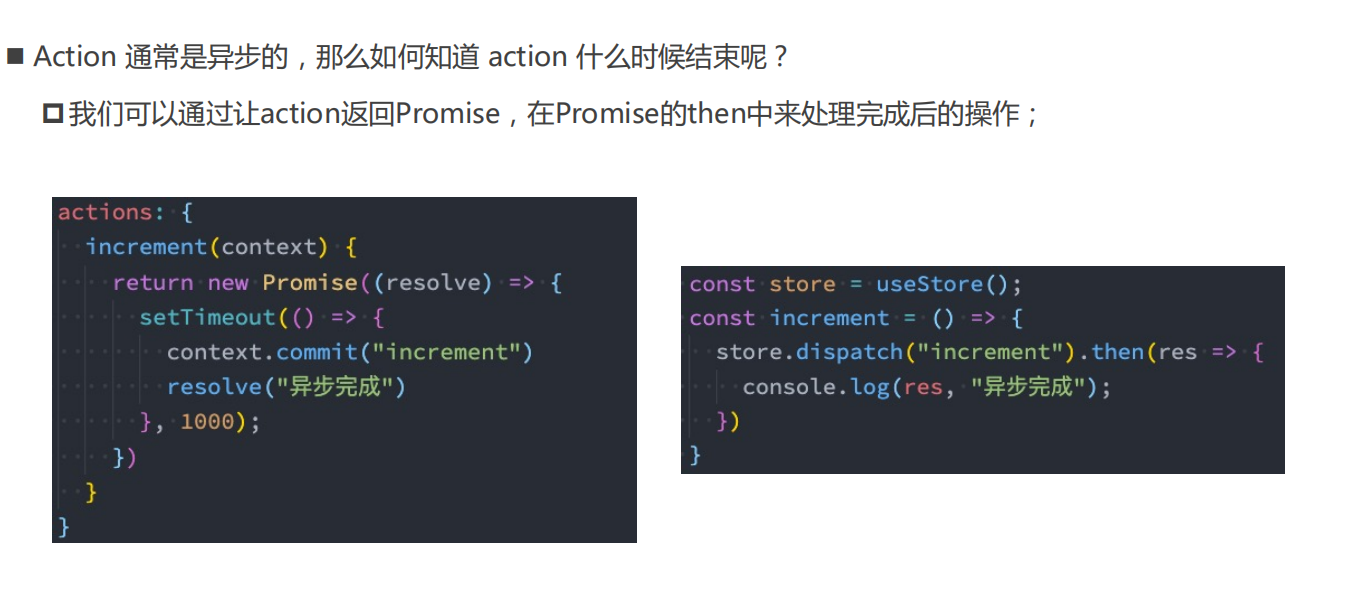 Action 通常是异步的，那么如何知道 action 什么时候结束呢？
我们可以通过让action返回Promise，在Promise的then中来处理完成后的操作；
actions: {
  increment(context) {
    return new Promise((resolve) => {
      setTimeout(() => {
        context.commit("increment")
        resolve("异步完成")
      }, 1000);
    })
  }
}
const store = useStore();
const increment = () => {
  store.dispatch("increment").then(res => {
    console.log(res, "异步完成");
  })
}